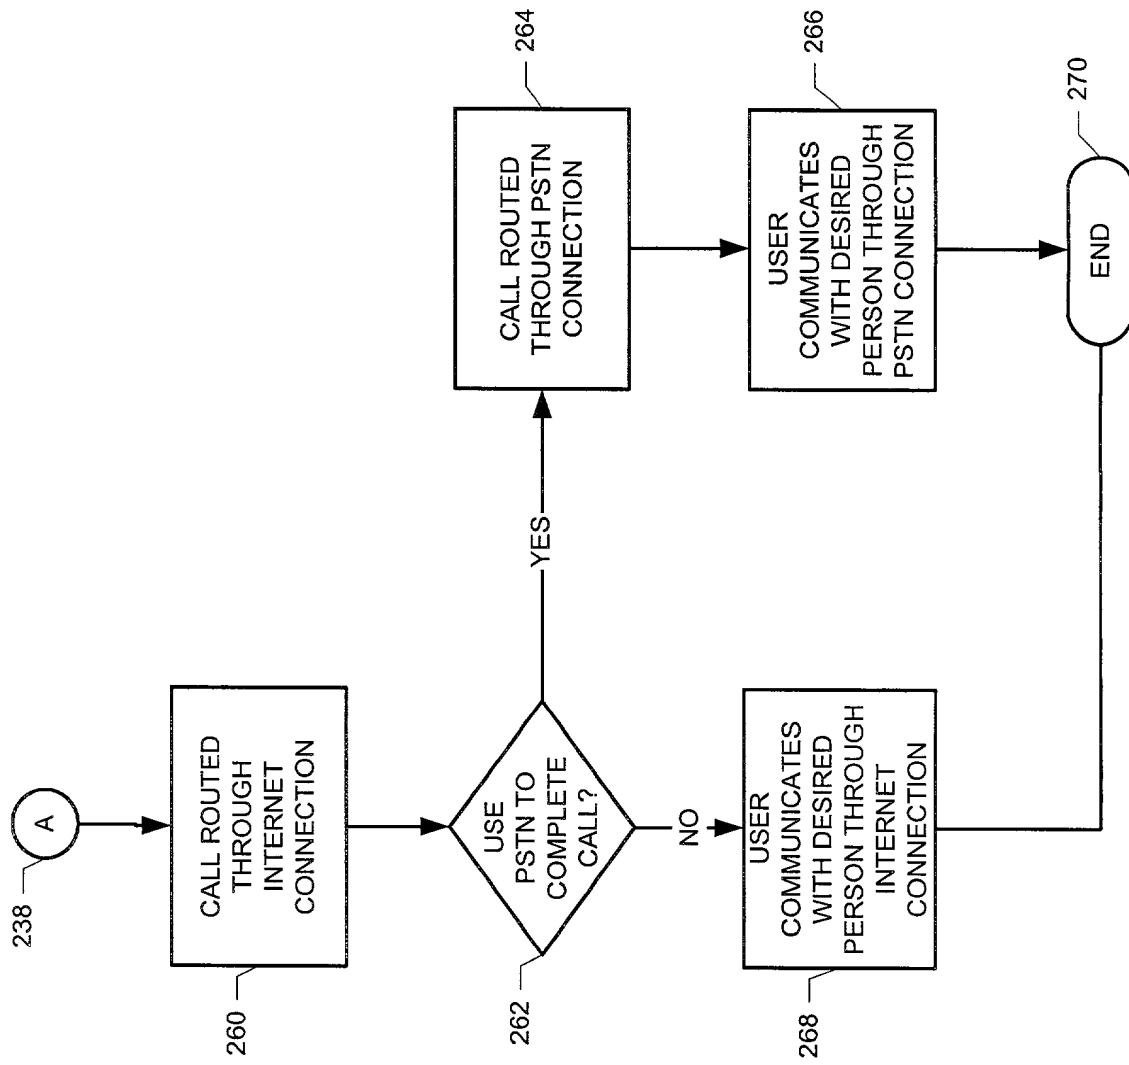 238
A
260
CALL ROUTED
THROUGH
INTERNET
CONNECTION
262
USE
PSTN TO
COMPLETE
CALL?
YES
264
CALL ROUTED
THROUGH PSTN
CONNECTION
266
USER
COMMUNICATES
WITH DESIRED
PERSON THROUGH
PSTN CONNECTION
NO
268
USER
COMMUNICATES
WITH DESIRED
PERSON THROUGH
INTERNET
CONNECTION
270
END